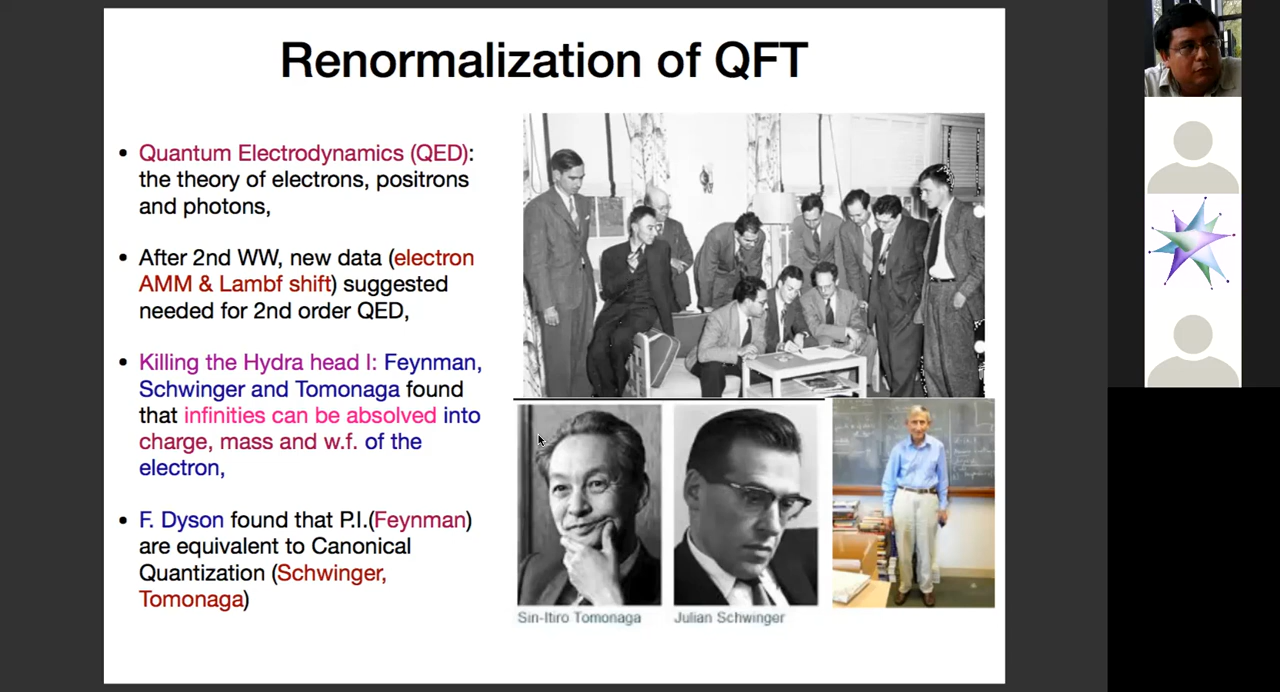 Renormalization of QFT
• Quantum Electrodynamics (QED):
the theory of electrons, positrons
and photons,
• After 2nd WW, new data (electron
AMM & Lambf shift) suggested
needed for 2nd order QED,
• Killing the Hydra head I: Feynman,
Schwinger and Tomonaga found
that infinities can be absolved into
charge, mass and w.f. of the
electron,
• F. Dyson found that P.I.(Feynman)
are equivalent to Canonical
Quantization (Schwinger,
Tomonaga)
Sin-Itiro Tomonaga
Julian Schwinger